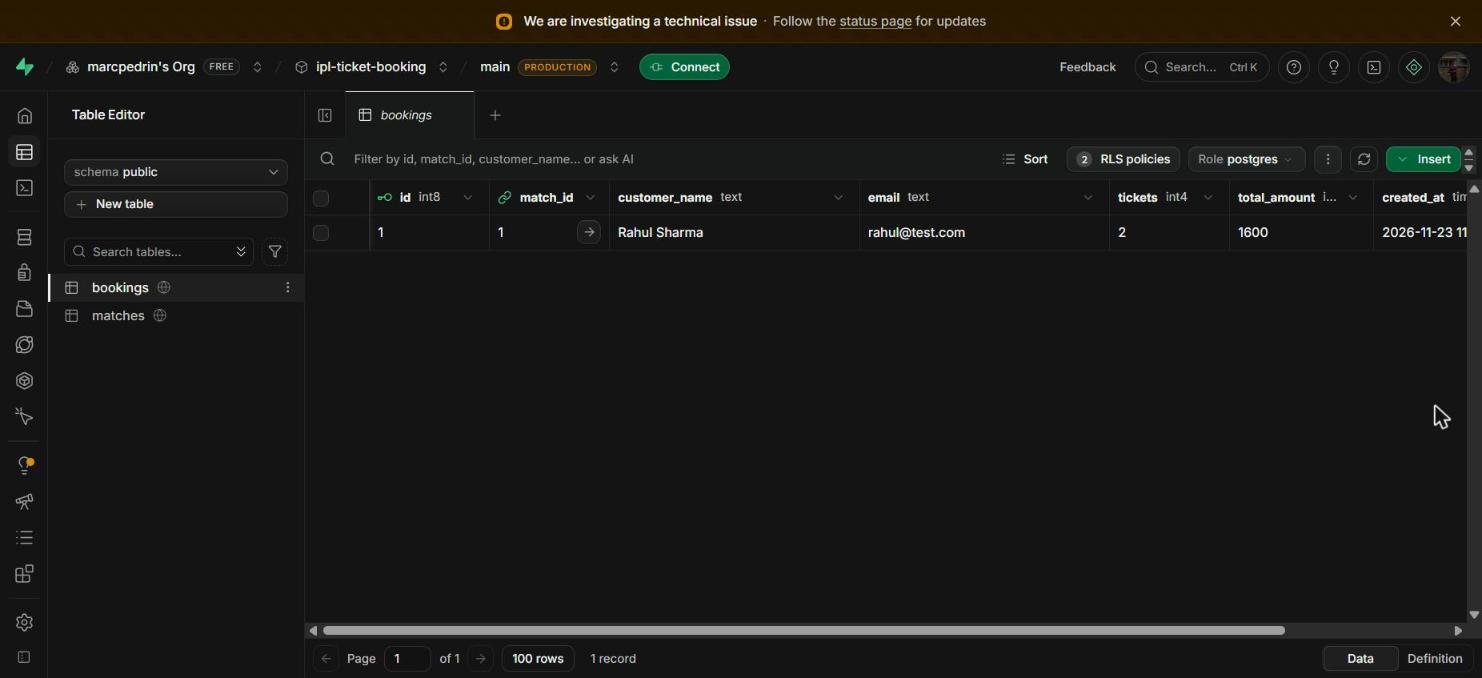 We are investigating a technical issue · Follow the status page for updates
marcpedrin's Org FREE / ipl-ticket-booking / main PRODUCTION Connect Feedback Search... Ctrl K
Table Editor
bookings
schema public
New table
Search tables...
bookings
matches
Filter by id, match_id, customer_name... or ask AI Sort 2 RLS policies Role postgres Insert
id int8 match_id customer_name text email text tickets int4 total_amount i... created_at tim
1 1 Rahul Sharma rahul@test.com 2 1600 2026-11-23 11
Page 1 of 1 100 rows 1 record Data Definition